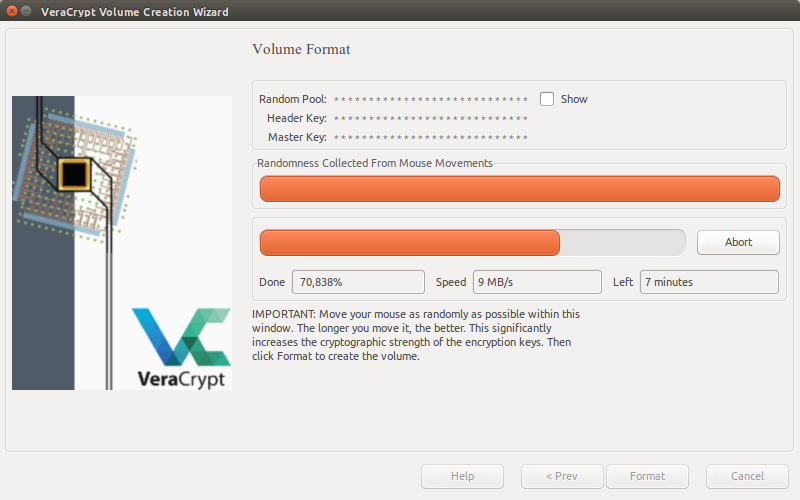 VeraCrypt Volume Creation Wizard
Volume Format
Random Pool: **************************** Show
Header Key: ****************************
Master Key: ****************************
Randomness Collected From Mouse Movements
Abort
Done 70,838% Speed 9 MB/s Left 7 minutes
IMPORTANT: Move your mouse as randomly as possible within this
window. The longer you move it, the better. This significantly
increases the cryptographic strength of the encryption keys. Then
click Format to create the volume.
VeraCrypt
Help < Prev Format Cancel